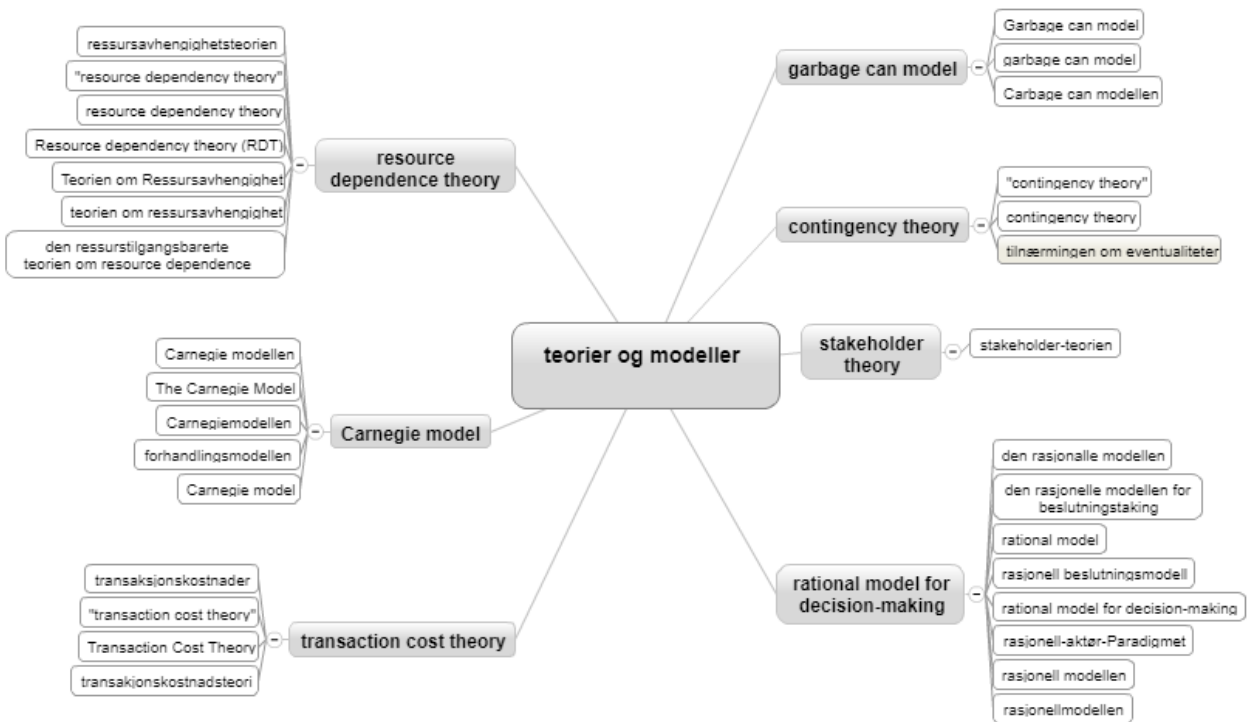 ressursavhengighetsteorien
"resource dependency theory"
resource dependency theory
Resource dependency theory (RDT)
Teorien om Ressursavhengighet
teorien om ressursavhengighet
den ressurstilgangsbarerte
teorien om resource dependence
resource
dependence theory
Carnegie modellen
The Carnegie Model
Carnegiemodellen
forhandlingsmodellen
Carnegie model
Carnegie model
transaksjonskostnader
"transaction cost theory"
Transaction Cost Theory
transakjonskostnadsteori
transaction cost theory
teorier og modeller
garbage can model
Garbage can model
garbage can model
Carbage can modellen
contingency theory
"contingency theory"
contingency theory
tilnærmingen om eventualiteter
stakeholder
theory
stakeholder-teorien
rational model for
decision-making
den rasjonalle modellen
den rasjonelle modellen for
beslutningstaking
rational model
rasjonell beslutningsmodell
rational model for decision-making
rasjonell-aktør-Paradigmet
rasjonell modellen
rasjonellmodellen